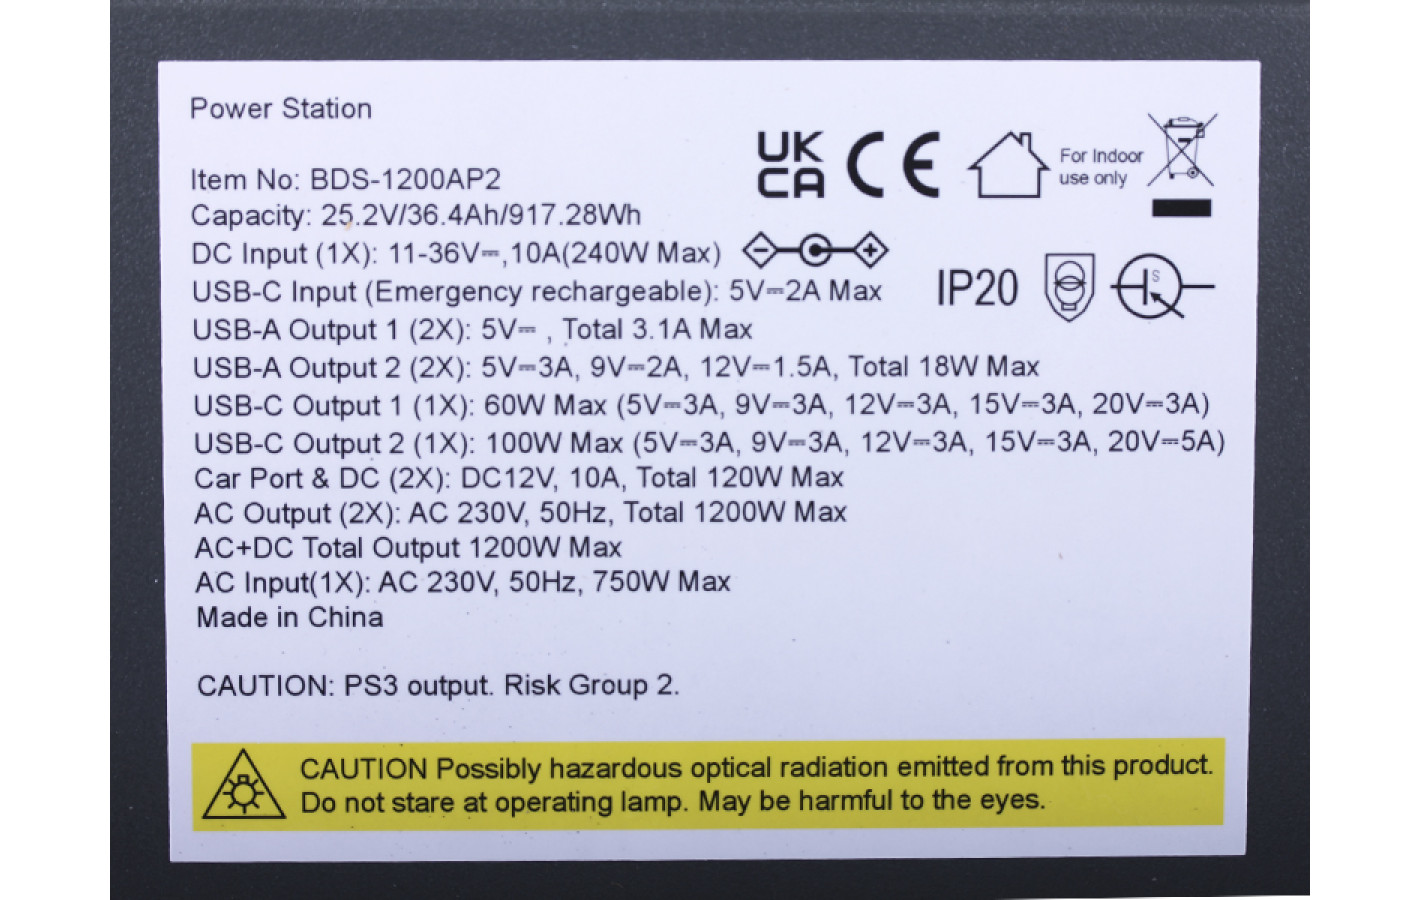 Power Station
Item No: BDS-1200AP2
Capacity: 25.2V/36.4Ah/917.28Wh
DC Input (1X): 11-36V⎓,10A(240W Max)
USB-C Input (Emergency rechargeable): 5V⎓2A Max
USB-A Output 1 (2X): 5V⎓ , Total 3.1A Max
USB-A Output 2 (2X): 5V⎓3A, 9V⎓2A, 12V⎓1.5A, Total 18W Max
USB-C Output 1 (1X): 60W Max (5V⎓3A, 9V⎓3A, 12V⎓3A, 15V⎓3A, 20V⎓3A)
USB-C Output 2 (1X): 100W Max (5V⎓3A, 9V⎓3A, 12V⎓3A, 15V⎓3A, 20V⎓5A)
Car Port & DC (2X): DC12V, 10A, Total 120W Max
AC Output (2X): AC 230V, 50Hz, Total 1200W Max
AC+DC Total Output 1200W Max
AC Input(1X): AC 230V, 50Hz, 750W Max
Made in China
UK
CA
CE
For Indoor
use only
IP20
S
CAUTION: PS3 output. Risk Group 2.
CAUTION Possibly hazardous optical radiation emitted from this product.
Do not stare at operating lamp. May be harmful to the eyes.